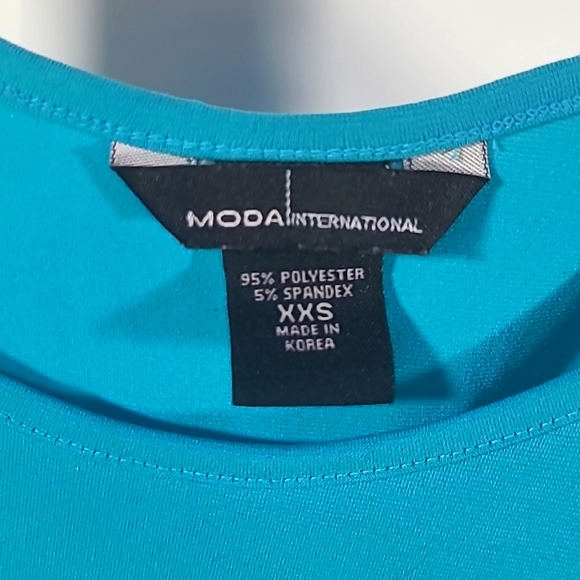 MODA INTERNATIONAL
95% POLYESTER
5% SPANDEX
XXS
MADE IN
KOREA